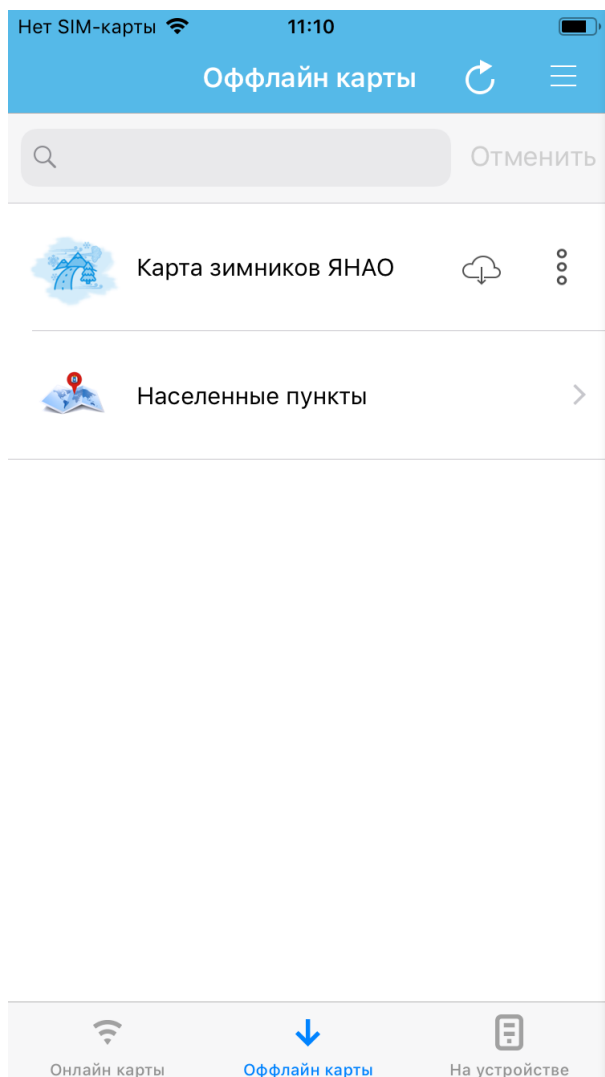 Нет SIM-карты 11:10
Оффлайн карты
Отменить
Карта зимников ЯНАО
Населенные пункты
Онлайн карты Оффлайн карты На устройстве